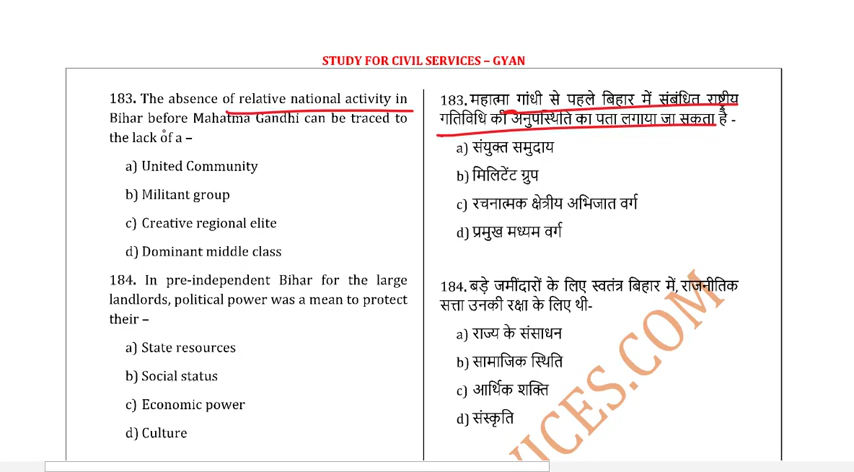 STUDY FOR CIVIL SERVICES – GYAN
183. The absence of relative national activity in
Bihar before Mahatma Gandhi can be traced to
the lack of a –
a) United Community
b) Militant group
c) Creative regional elite
d) Dominant middle class
184. In pre-independent Bihar for the large
landlords, political power was a mean to protect
their –
a) State resources
b) Social status
c) Economic power
d) Culture
183. महात्मा गांधी से पहले बिहार में संबंधित राष्ट्रीय
गतिविधि की अनुपस्थिति का पता लगाया जा सकता है -
a) संयुक्त समुदाय
b) मिलिटेंट ग्रुप
c) रचनात्मक क्षेत्रीय अभिजात वर्ग
d) प्रमुख मध्यम वर्ग
184. बड़े जमींदारों के लिए स्वतंत्र बिहार में, राजनीतिक
सत्ता उनकी रक्षा के लिए थी-
a) राज्य के संसाधन
b) सामाजिक स्थिति
c) आर्थिक शक्ति
d) संस्कृति
VICES.COM